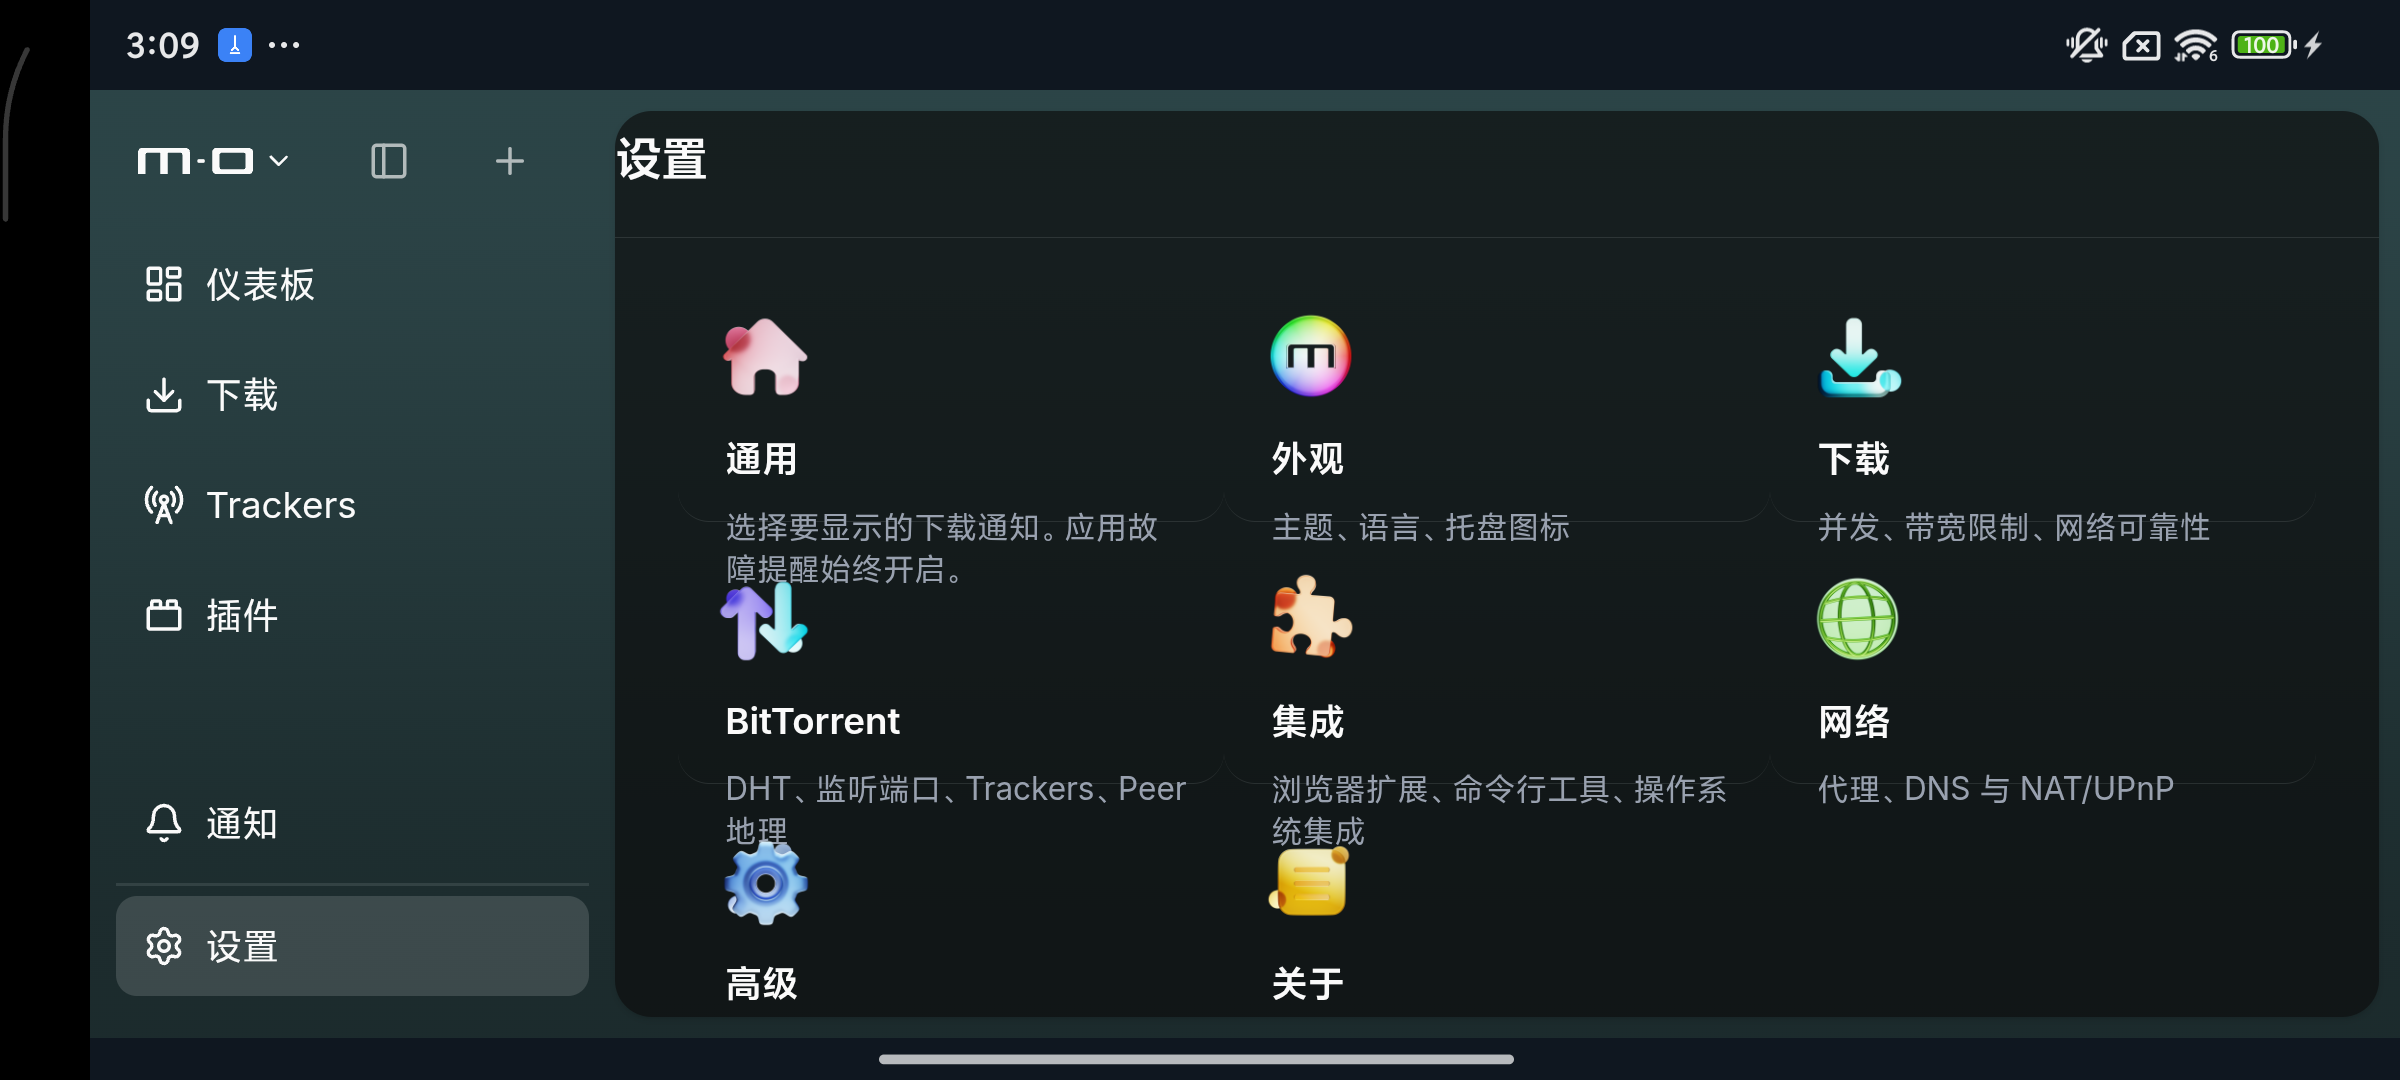 3:09
6
100
m-o
设置
仪表板
下载
Trackers
插件
通知
设置
通用
选择要显示的下载通知。应用故
障提醒始终开启。
m
外观
主题、语言、托盘图标
下载
并发、带宽限制、网络可靠性
BitTorrent
DHT、监听端口、Trackers、Peer
地理
集成
浏览器扩展、命令行工具、操作系
统集成
网络
代理、DNS 与 NAT/UPnP
高级
关于